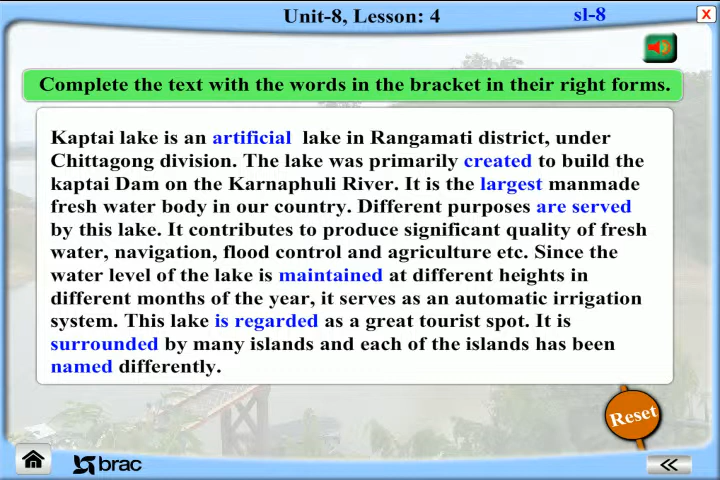 Unit-8, Lesson: 4
sl-8
X
Complete the text with the words in the bracket in their right forms.
Kaptai lake is an artificial lake in Rangamati district, under
Chittagong division. The lake was primarily created to build the
kaptai Dam on the Karnaphuli River. It is the largest manmade
fresh water body in our country. Different purposes are served
by this lake. It contributes to produce significant quality of fresh
water, navigation, flood control and agriculture etc. Since the
water level of the lake is maintained at different heights in
different months of the year, it serves as an automatic irrigation
system. This lake is regarded as a great tourist spot. It is
surrounded by many islands and each of the islands has been
named differently.
Reset
brac